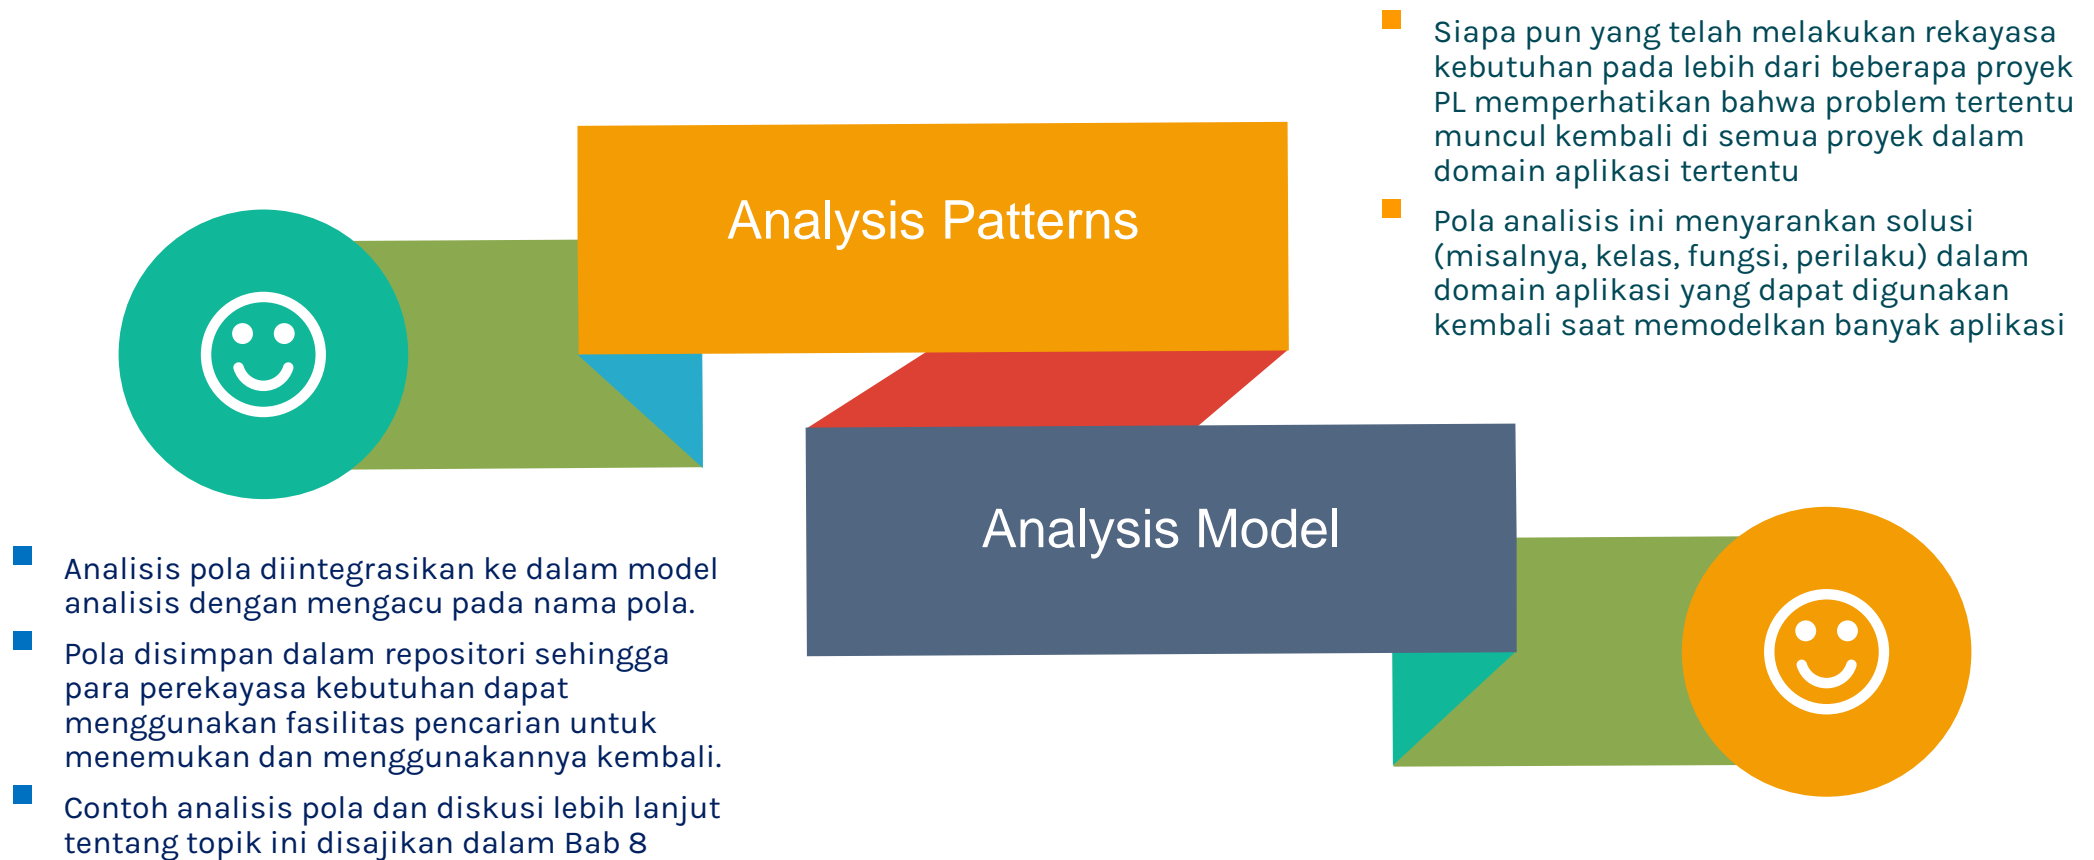 Siapa pun yang telah melakukan rekayasa
kebutuhan pada lebih dari beberapa proyek
PL memperhatikan bahwa problem tertentu
muncul kembali di semua proyek dalam
domain aplikasi tertentu
Pola analisis ini menyarankan solusi
(misalnya, kelas, fungsi, perilaku) dalam
domain aplikasi yang dapat digunakan
kembali saat memodelkan banyak aplikasi
Analysis Patterns
Analysis Model
Analisis pola diintegrasikan ke dalam model
analisis dengan mengacu pada nama pola.
Pola disimpan dalam repositori sehingga
para perekayasa kebutuhan dapat
menggunakan fasilitas pencarian untuk
menemukan dan menggunakannya kembali.
Contoh analisis pola dan diskusi lebih lanjut
tentang topik ini disajikan dalam Bab 8